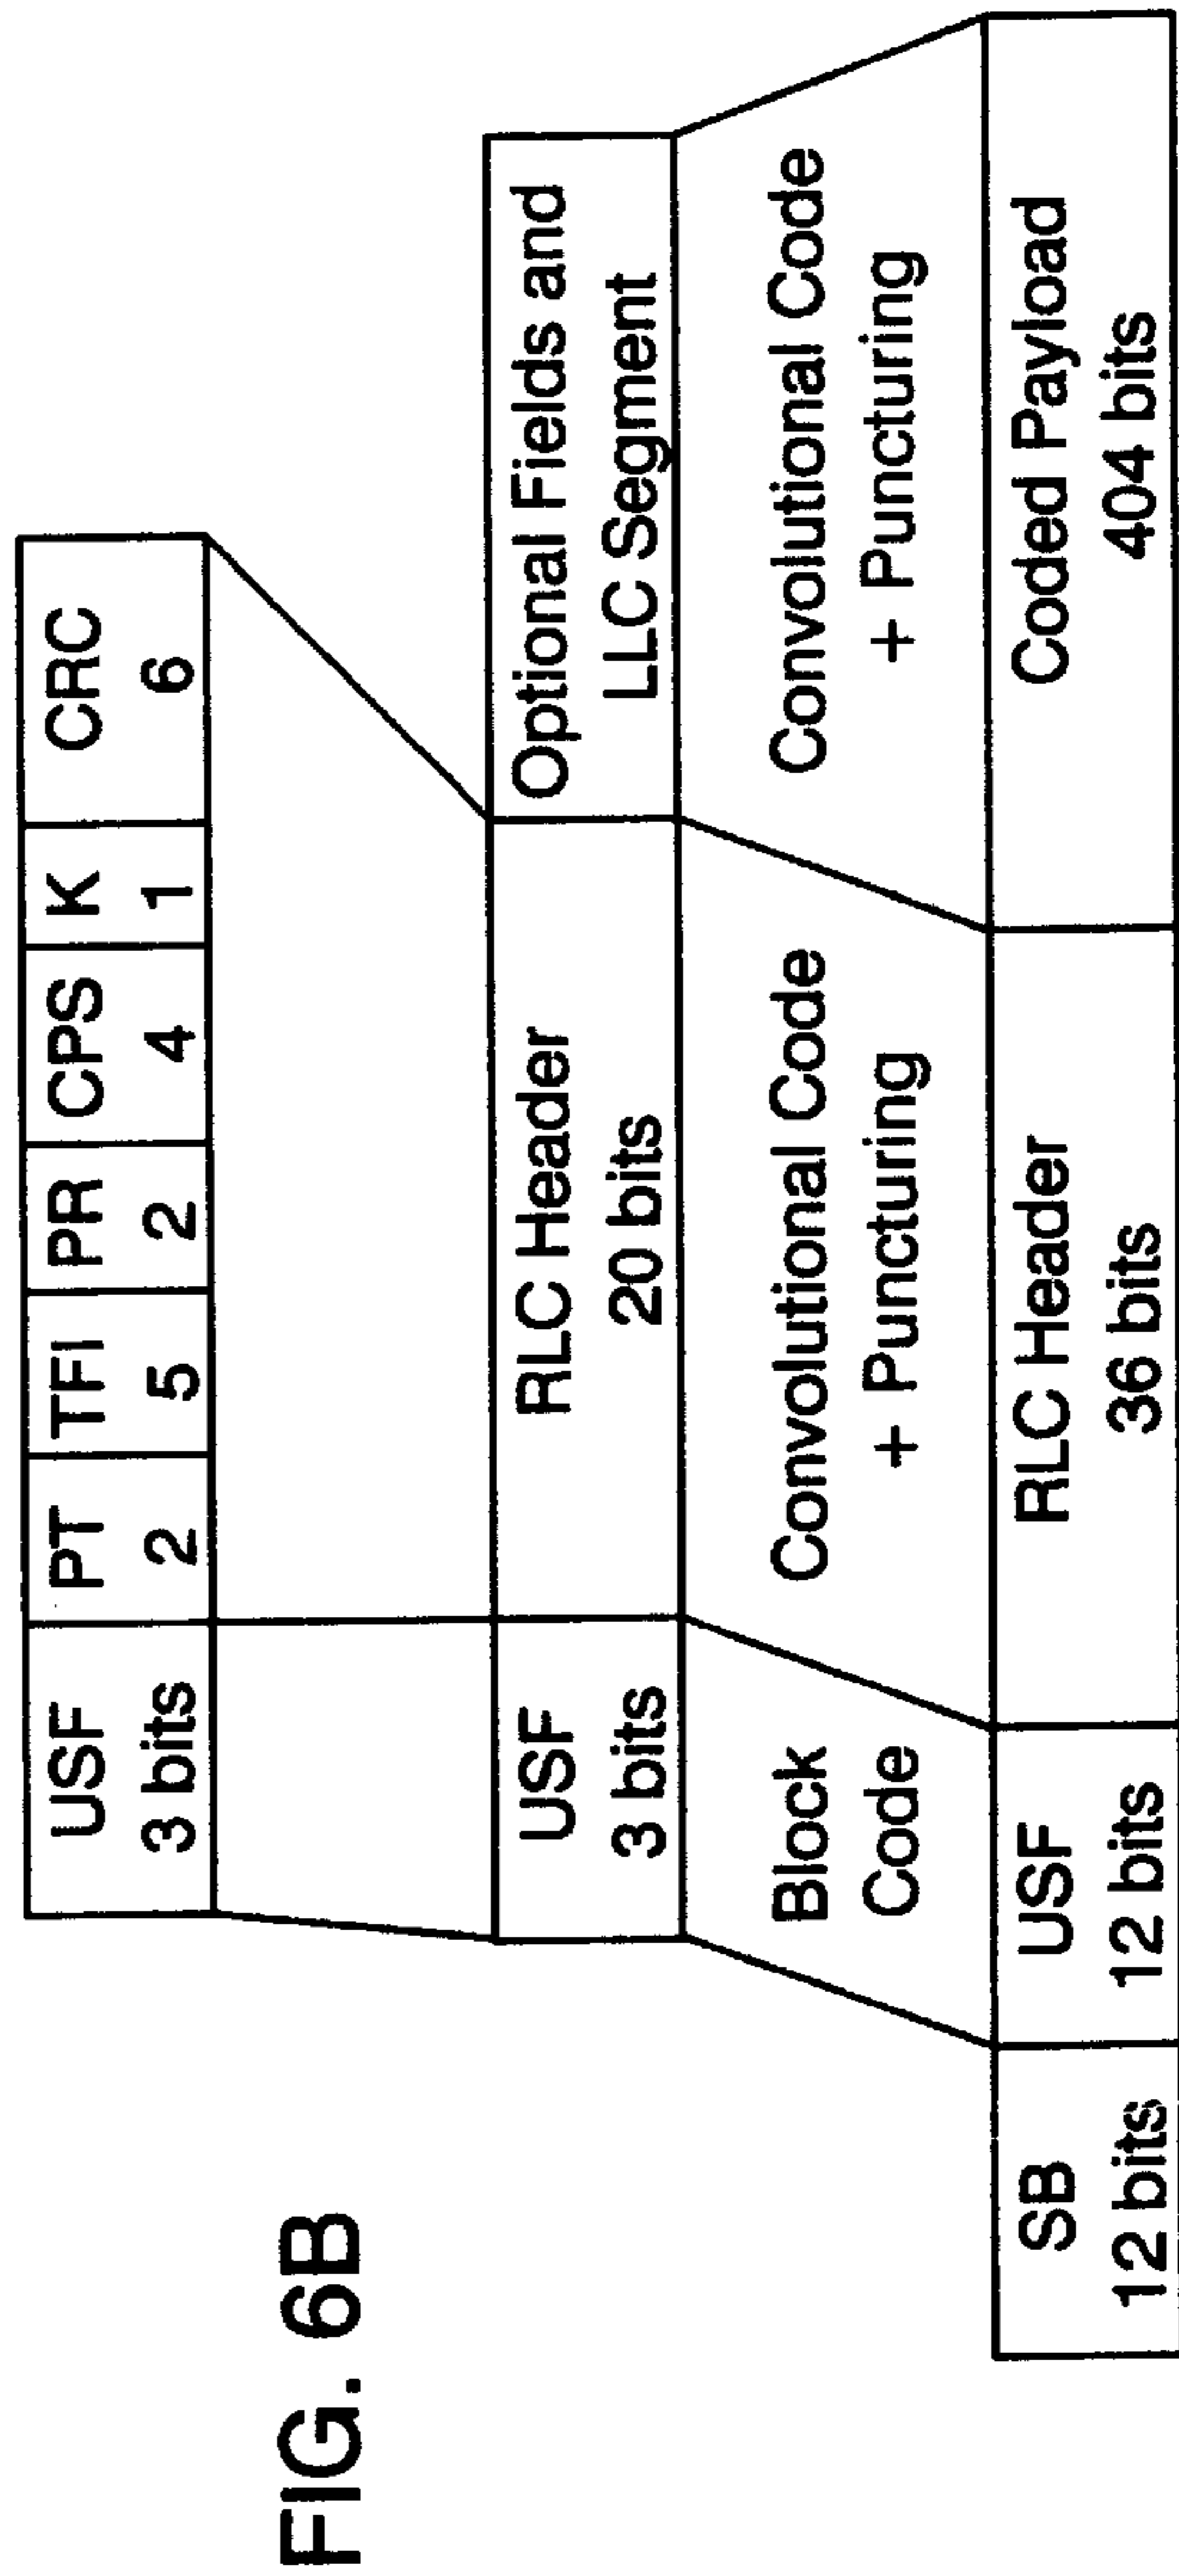 FIG. 6B
USF
3 bits
PT
2
TFI
5
PR
2
CPS
4
K
1
CRC
6
USF
3 bits
RLC Header
20 bits
Optional Fields and
LLC Segment
Block
Code
Convolutional Code
+ Puncturing
Convolutional Code
+ Puncturing
SB
12 bits
USF
12 bits
RLC Header
36 bits
Coded Payload
404 bits